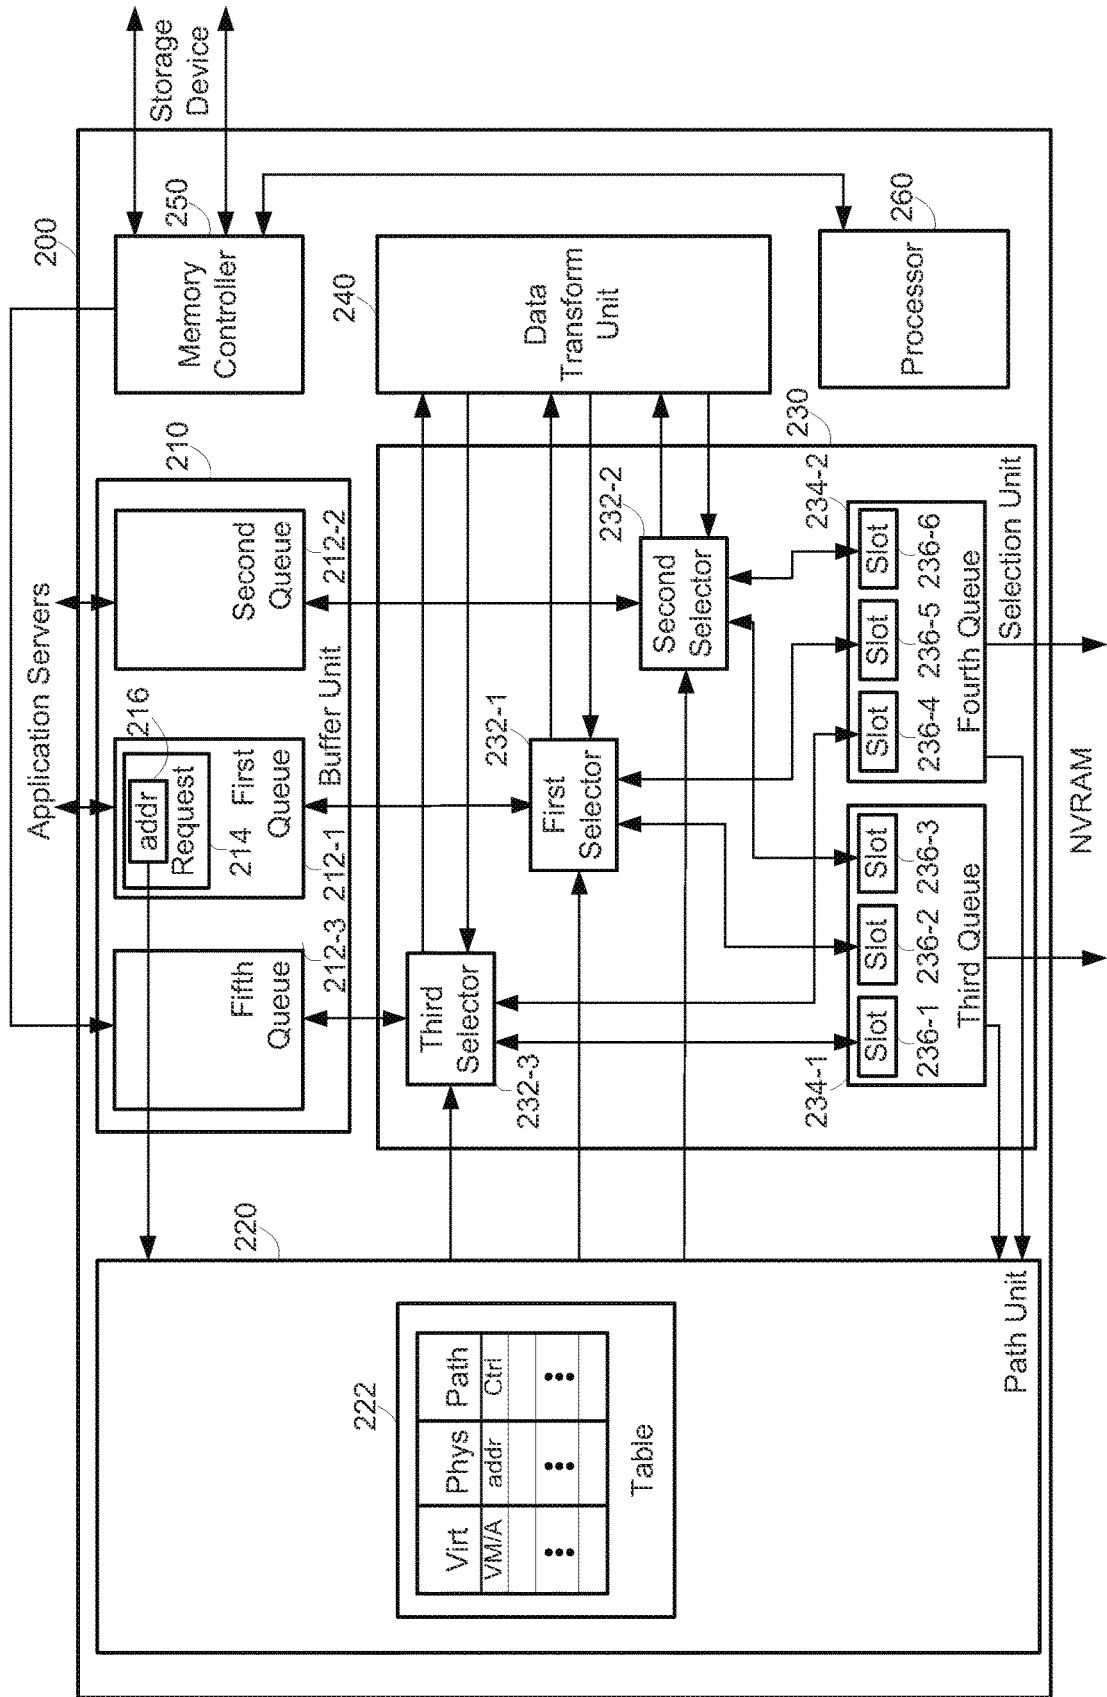 Application Servers
Storage
Device
200
Fifth
Queue
212-3
addr
216
Request
214
First
Queue
212-1
Second
Queue
212-2
210
Buffer Unit
Memory
Controller
250
220
222
Virt
Phys
Path
VM/A
addr
Ctrl
Table
Path Unit
Third
Selector
232-3
First
Selector
232-1
Second
Selector
232-2
Data
Transform
Unit
240
230
Slot
236-1
Slot
236-2
Slot
236-3
Third Queue
234-1
Slot
236-4
Slot
236-5
Slot
236-6
Fourth Queue
234-2
Selection Unit
Processor
260
NVRAM